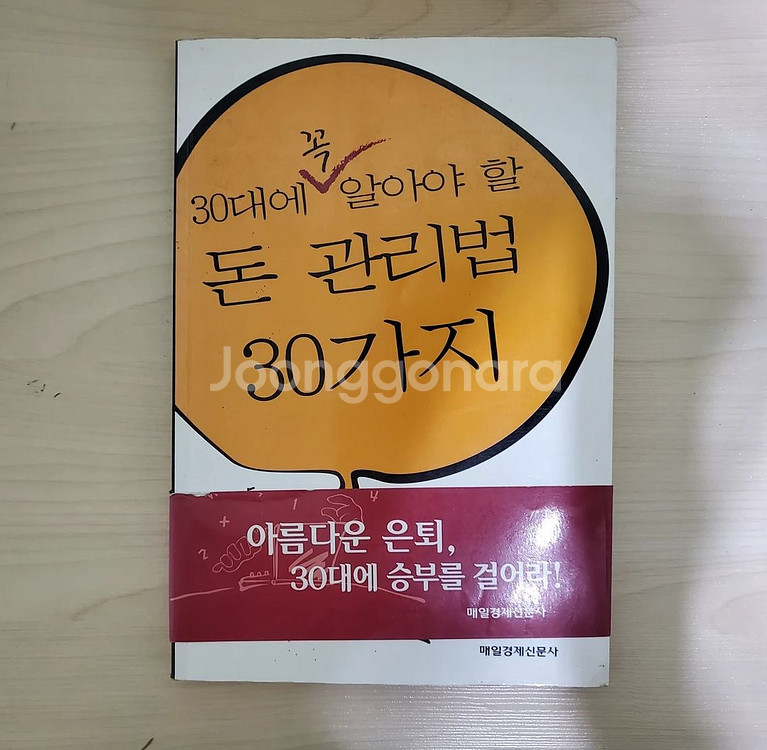 꼭
30대에 알아야 할
돈 관리법
30가지
Joonggonara
아름다운 은퇴,
30대에 승부를 걸어라!
매일경제신문사
매일경제신문사